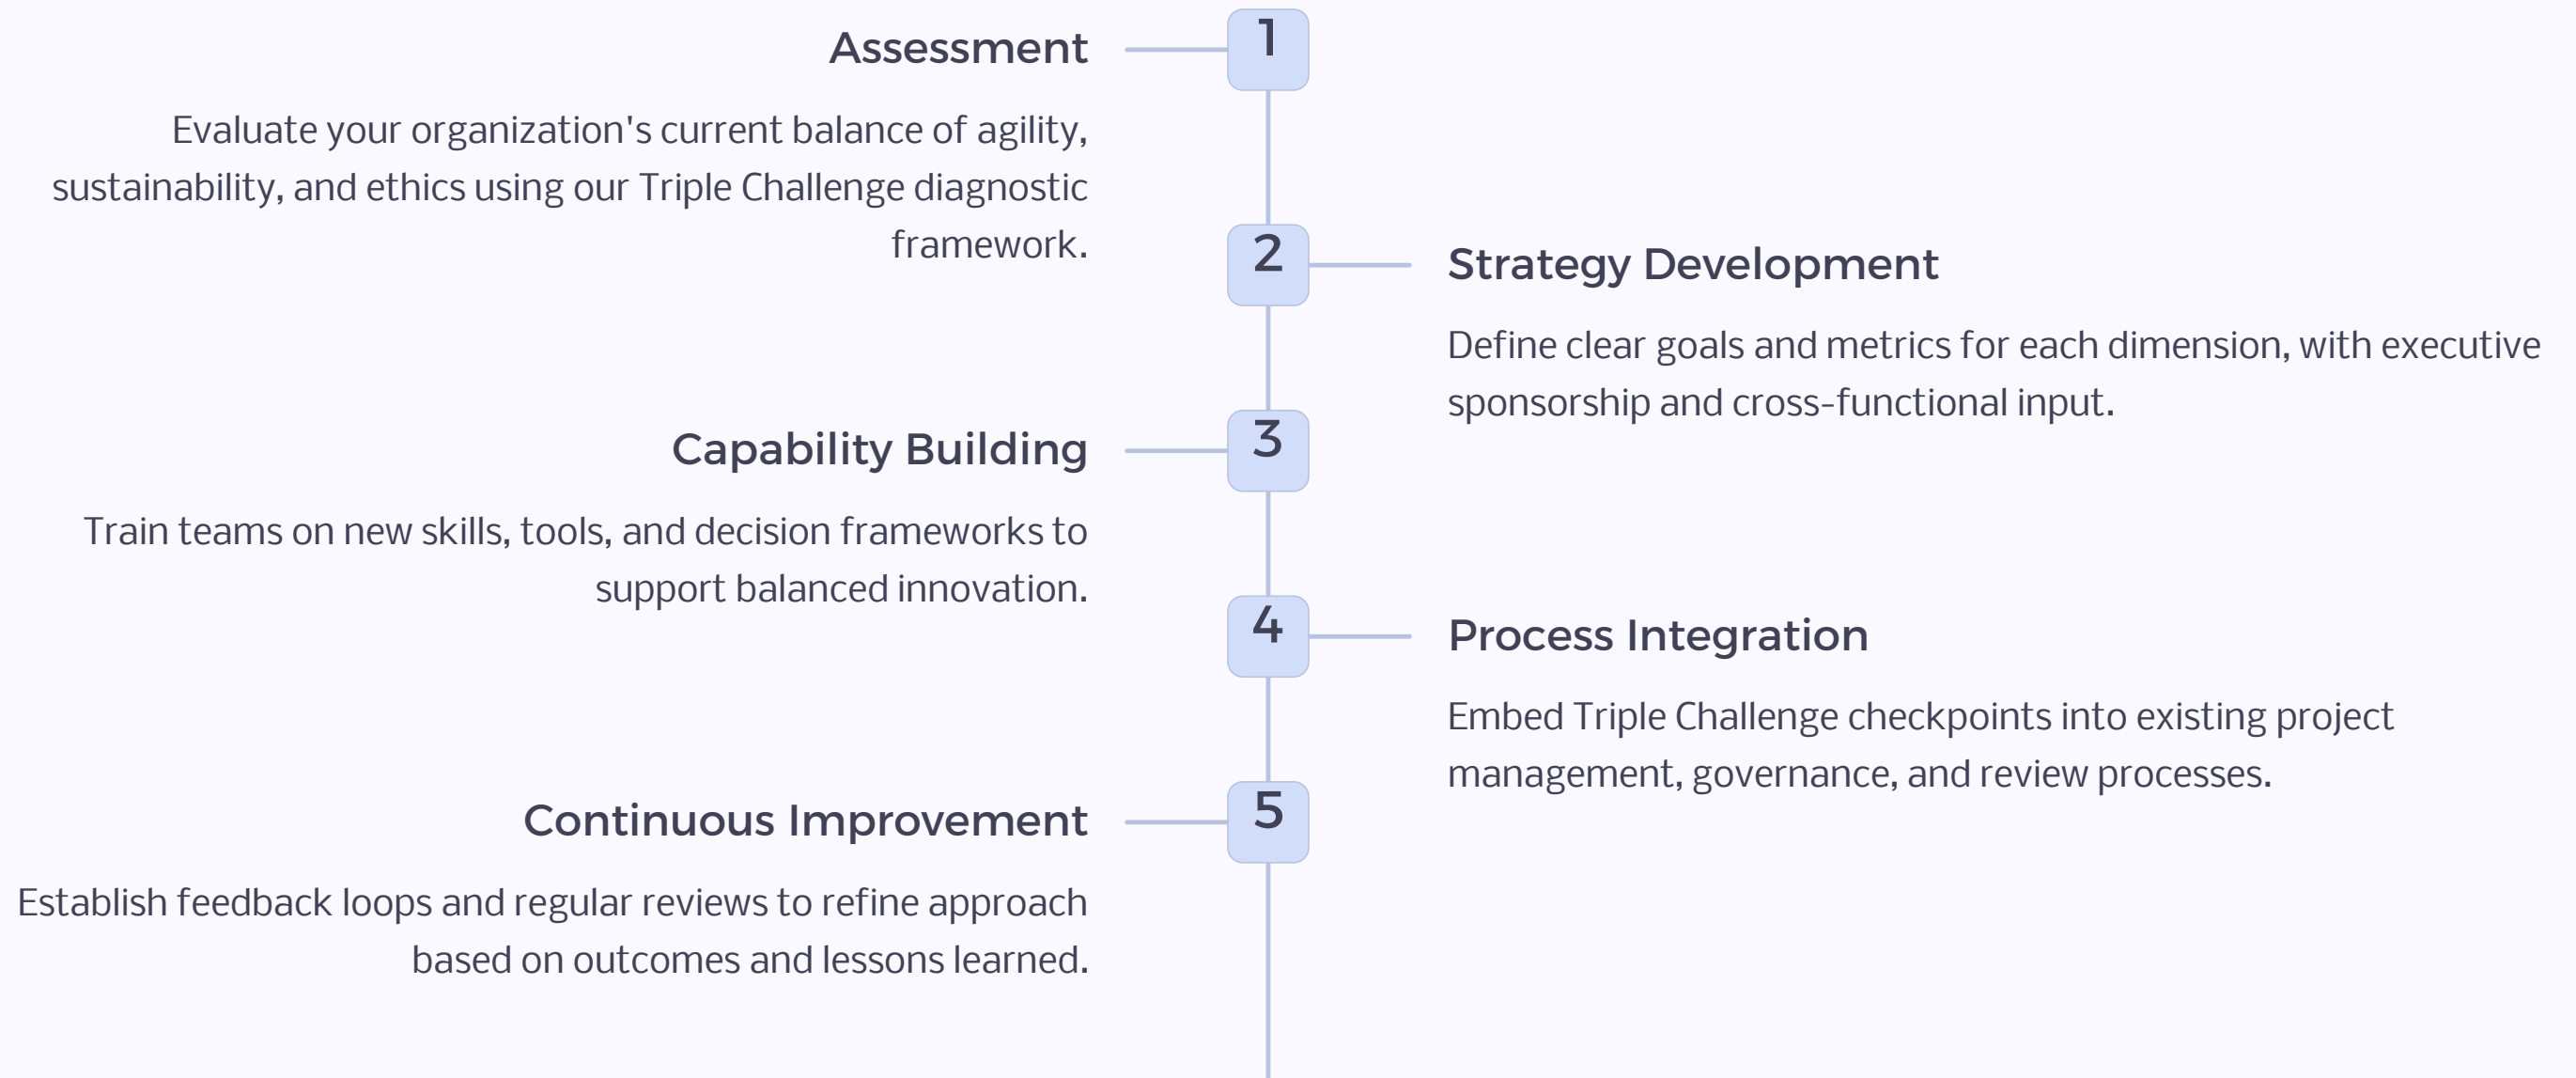 1
Assessment
Evaluate your organization's current balance of agility,
sustainability, and ethics using our Triple Challenge diagnostic
framework.
2
Strategy Development
Define clear goals and metrics for each dimension, with executive
sponsorship and cross-functional input.
3
Capability Building
Train teams on new skills, tools, and decision frameworks to
support balanced innovation.
4
Process Integration
Embed Triple Challenge checkpoints into existing project
management, governance, and review processes.
5
Continuous Improvement
Establish feedback loops and regular reviews to refine approach
based on outcomes and lessons learned.